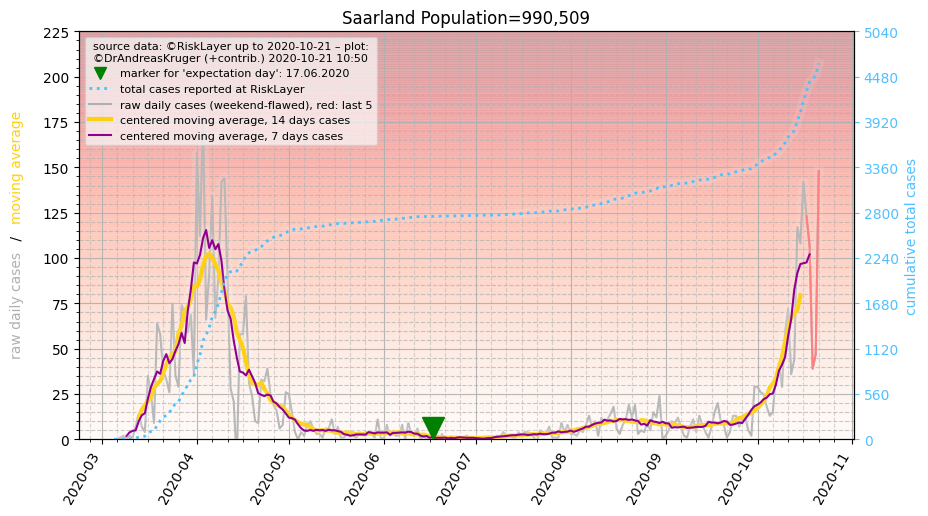 Saarland Population=990,509
source data: ©RiskLayer up to 2020-10-21 – plot:
©DrAndreasKruger (+contrib.) 2020-10-21 10:50
marker for 'expectation day': 17.06.2020
total cases reported at RiskLayer
raw daily cases (weekend-flawed), red: last 5
centered moving average, 14 days cases
centered moving average, 7 days cases
raw daily cases / moving average
225
200
175
150
125
100
75
50
25
0
cumulative total cases
5040
4480
3920
3360
2800
2240
1680
1120
560
0
2020-03
2020-04
2020-05
2020-06
2020-07
2020-08
2020-09
2020-10
2020-11